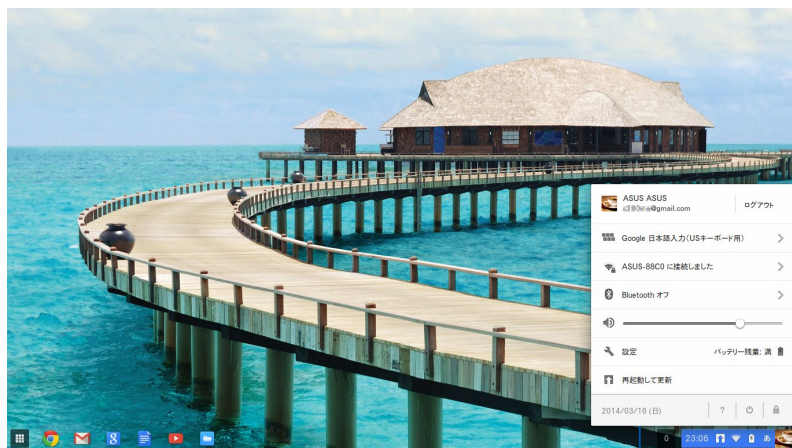 ASUS ASUS
@gmail.com
ログアウト
Google 日本語入力(USキーボード用)
ASUS-88C0 に接続しました
Bluetooth オフ
設定
バッテリー残量: 満
再起動して更新
2014/03/16 (日)
?
8
0
23:06
あ